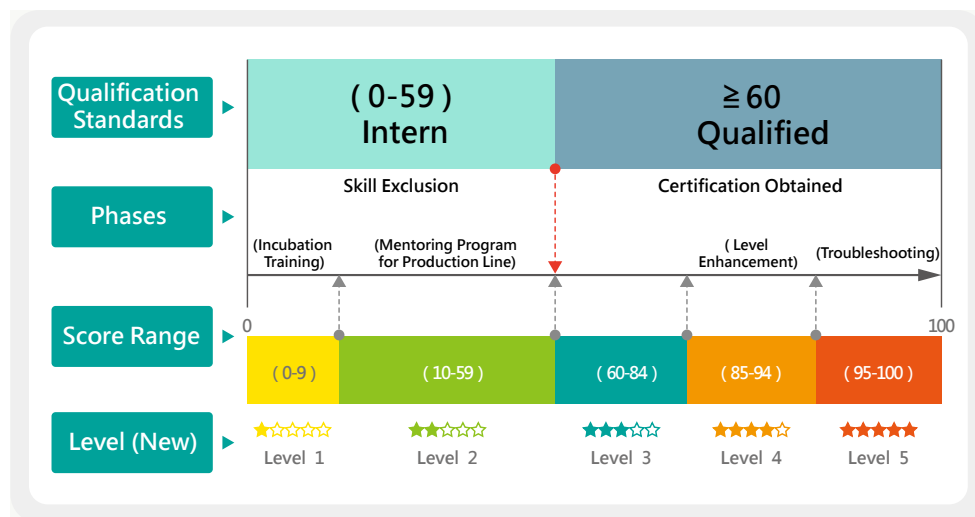 Qualification
Standards
( 0-59 )
Intern
≧60
Qualified
Phases
Skill Exclusion
Certification Obtained
(Incubation
Training)
(Mentoring Program
for Production Line)
( Level
Enhancement)
(Troubleshooting)
Score Range
0
100
( 0-9 )
( 10-59 )
( 60-84 )
( 85-94 )
( 95-100 )
Level (New)
★☆☆☆☆
★★☆☆☆
★★★☆☆
★★★★☆
★★★★★
Level 1
Level 2
Level 3
Level 4
Level 5